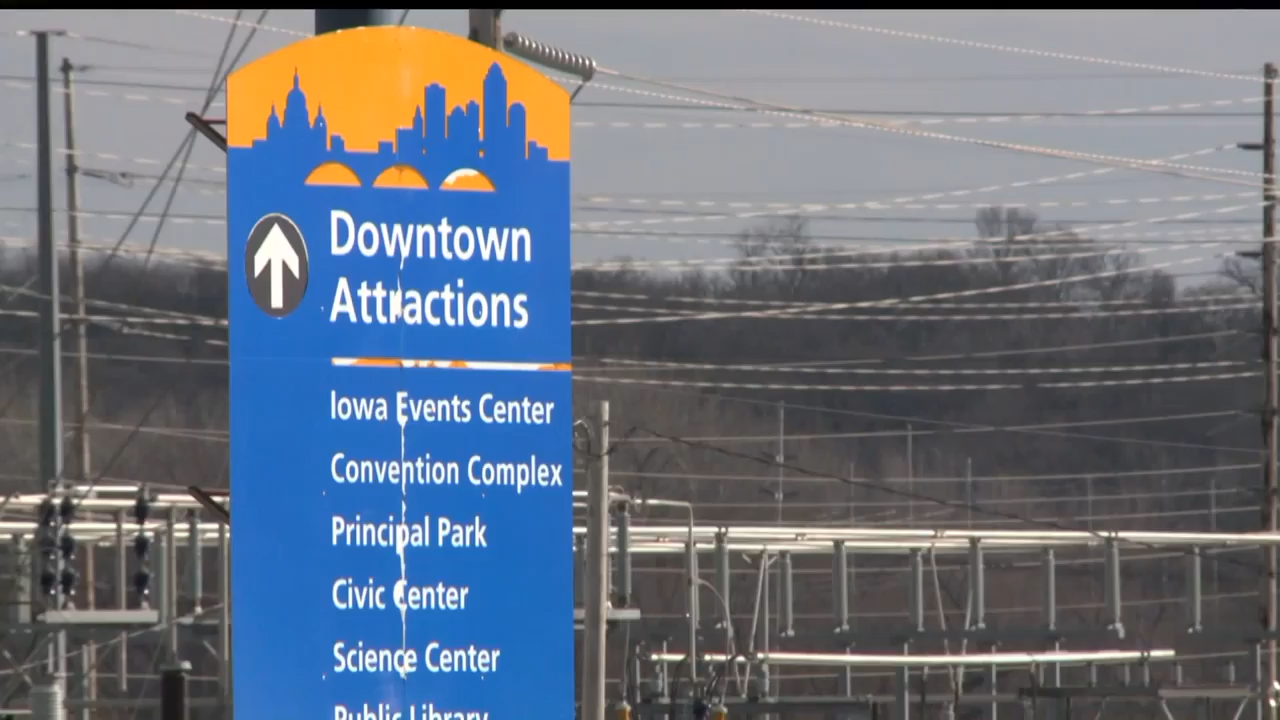 Downtown
Attractions
Iowa Events Center
Convention Complex
Principal Park
Civic Center
Science Center
Public Library